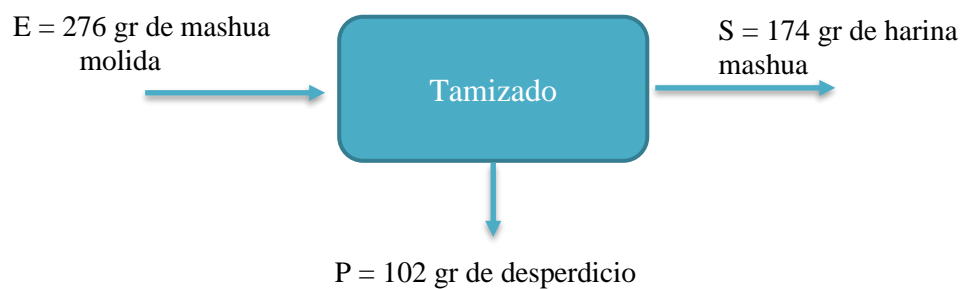 E = 276 gr de mashua
molida
S = 174 gr de harina
mashua
Tamizado
P = 102 gr de desperdicio